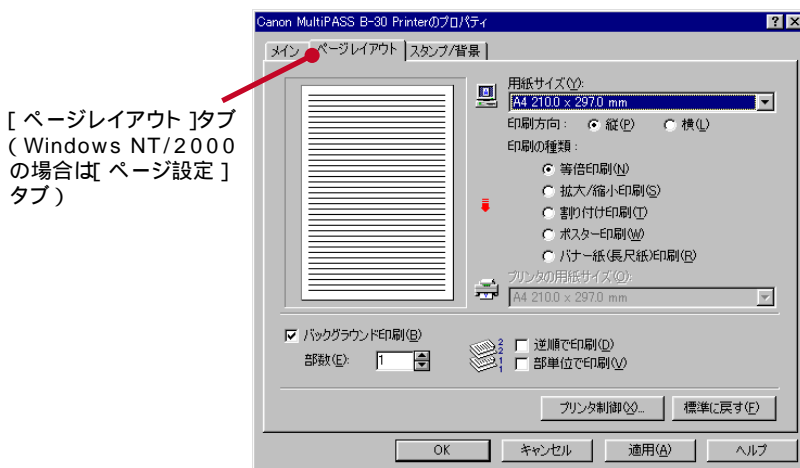 Canon MultiPASS B-30 Printerのプロパティ
メイン ページレイアウト スタンプ/背景
[ ページレイアウト ]タブ
( Windows NT/2000
の場合は[ ページ設定 ]
タブ )
用紙サイズ(Y):
A4 210.0 x 297.0 mm
印刷方向 : 縦(P) 横(L)
印刷の種類 :
等倍印刷(N)
拡大/縮小印刷(S)
割り付け印刷(T)
ポスター印刷(W)
バナー紙(長尺紙)印刷(R)
プリンタの用紙サイズ(O):
A4 210.0 x 297.0 mm
バックグラウンド印刷(B)
部数(E): 1
2 2 1 1
逆順で印刷(D)
部単位で印刷(V)
プリンタ制御(X)... 標準に戻す(F)
OK キャンセル 適用(A) ヘルプ